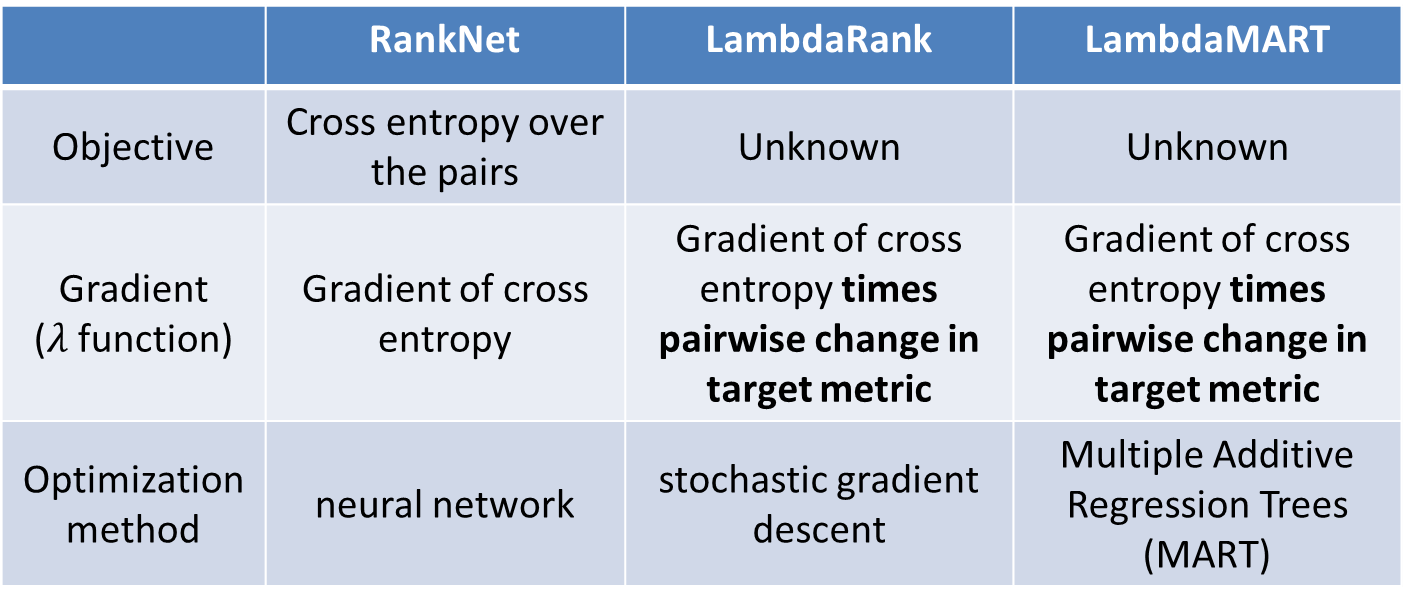 RankNet LambdaRank LambdaMART
Objective
Cross entropy over
the pairs
Unknown
Unknown
Gradient
(λ function)
Gradient of cross
entropy
Gradient of cross
entropy times
pairwise change in
target metric
Gradient of cross
entropy times
pairwise change in
target metric
Optimization
method
neural network
stochastic gradient
descent
Multiple Additive
Regression Trees
(MART)